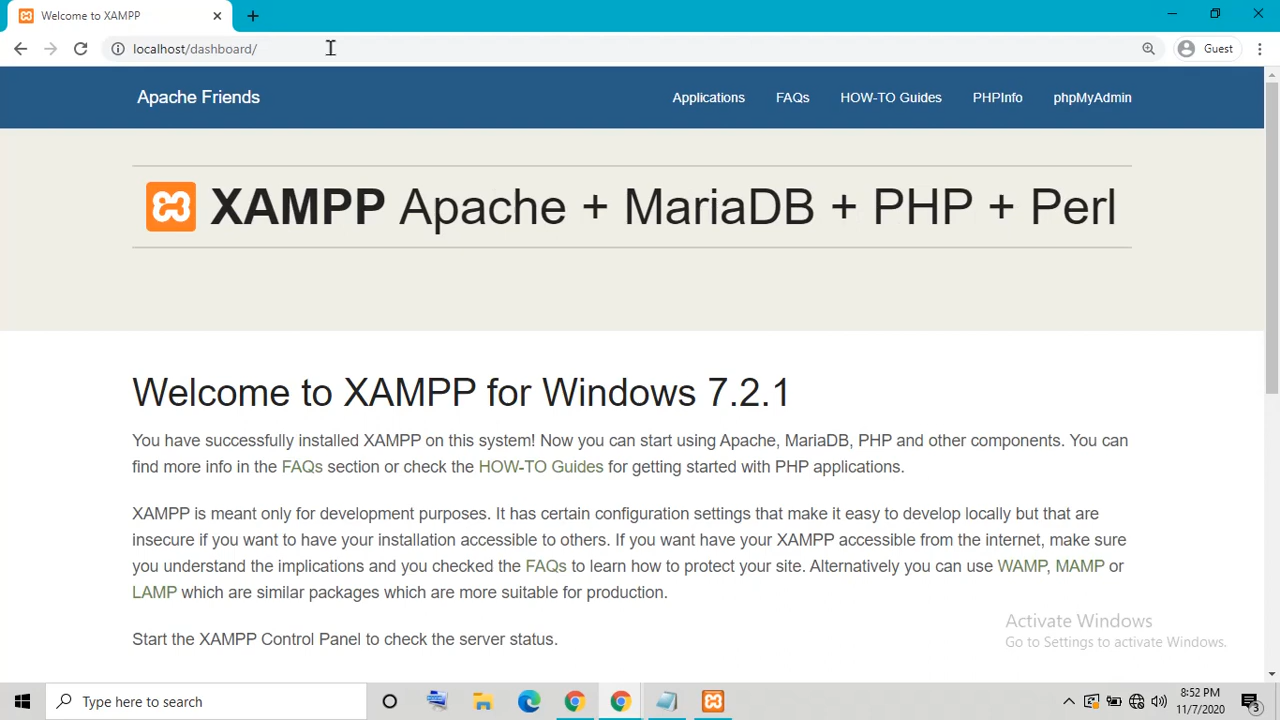 Welcome to XAMPP
localhost/dashboard/
Guest
Apache Friends
Applications
FAQs
HOW-TO Guides
PHPInfo
phpMyAdmin
XAMPP Apache + MariaDB + PHP + Perl
Welcome to XAMPP for Windows 7.2.1
You have successfully installed XAMPP on this system! Now you can start using Apache, MariaDB, PHP and other components. You can
find more info in the FAQs section or check the HOW-TO Guides for getting started with PHP applications.
XAMPP is meant only for development purposes. It has certain configuration settings that make it easy to develop locally but that are
insecure if you want to have your installation accessible to others. If you want have your XAMPP accessible from the internet, make sure
you understand the implications and you checked the FAQs to learn how to protect your site. Alternatively you can use WAMP, MAMP or
LAMP which are similar packages which are more suitable for production.
Start the XAMPP Control Panel to check the server status.
Activate Windows
Go to Settings to activate Windows.
Type here to search
8:52 PM
11/7/2020
3